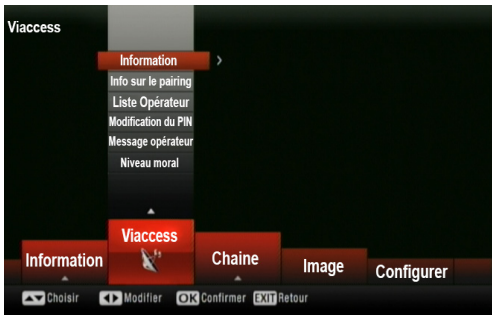 Viaccess
Information
Info sur le pairing
Liste Opérateur
Modification du PIN
Message opérateur
Niveau moral
Information
Viaccess
Chaine
Image
Configurer
Choisir Modifier OK Confirmer EXIT Retour